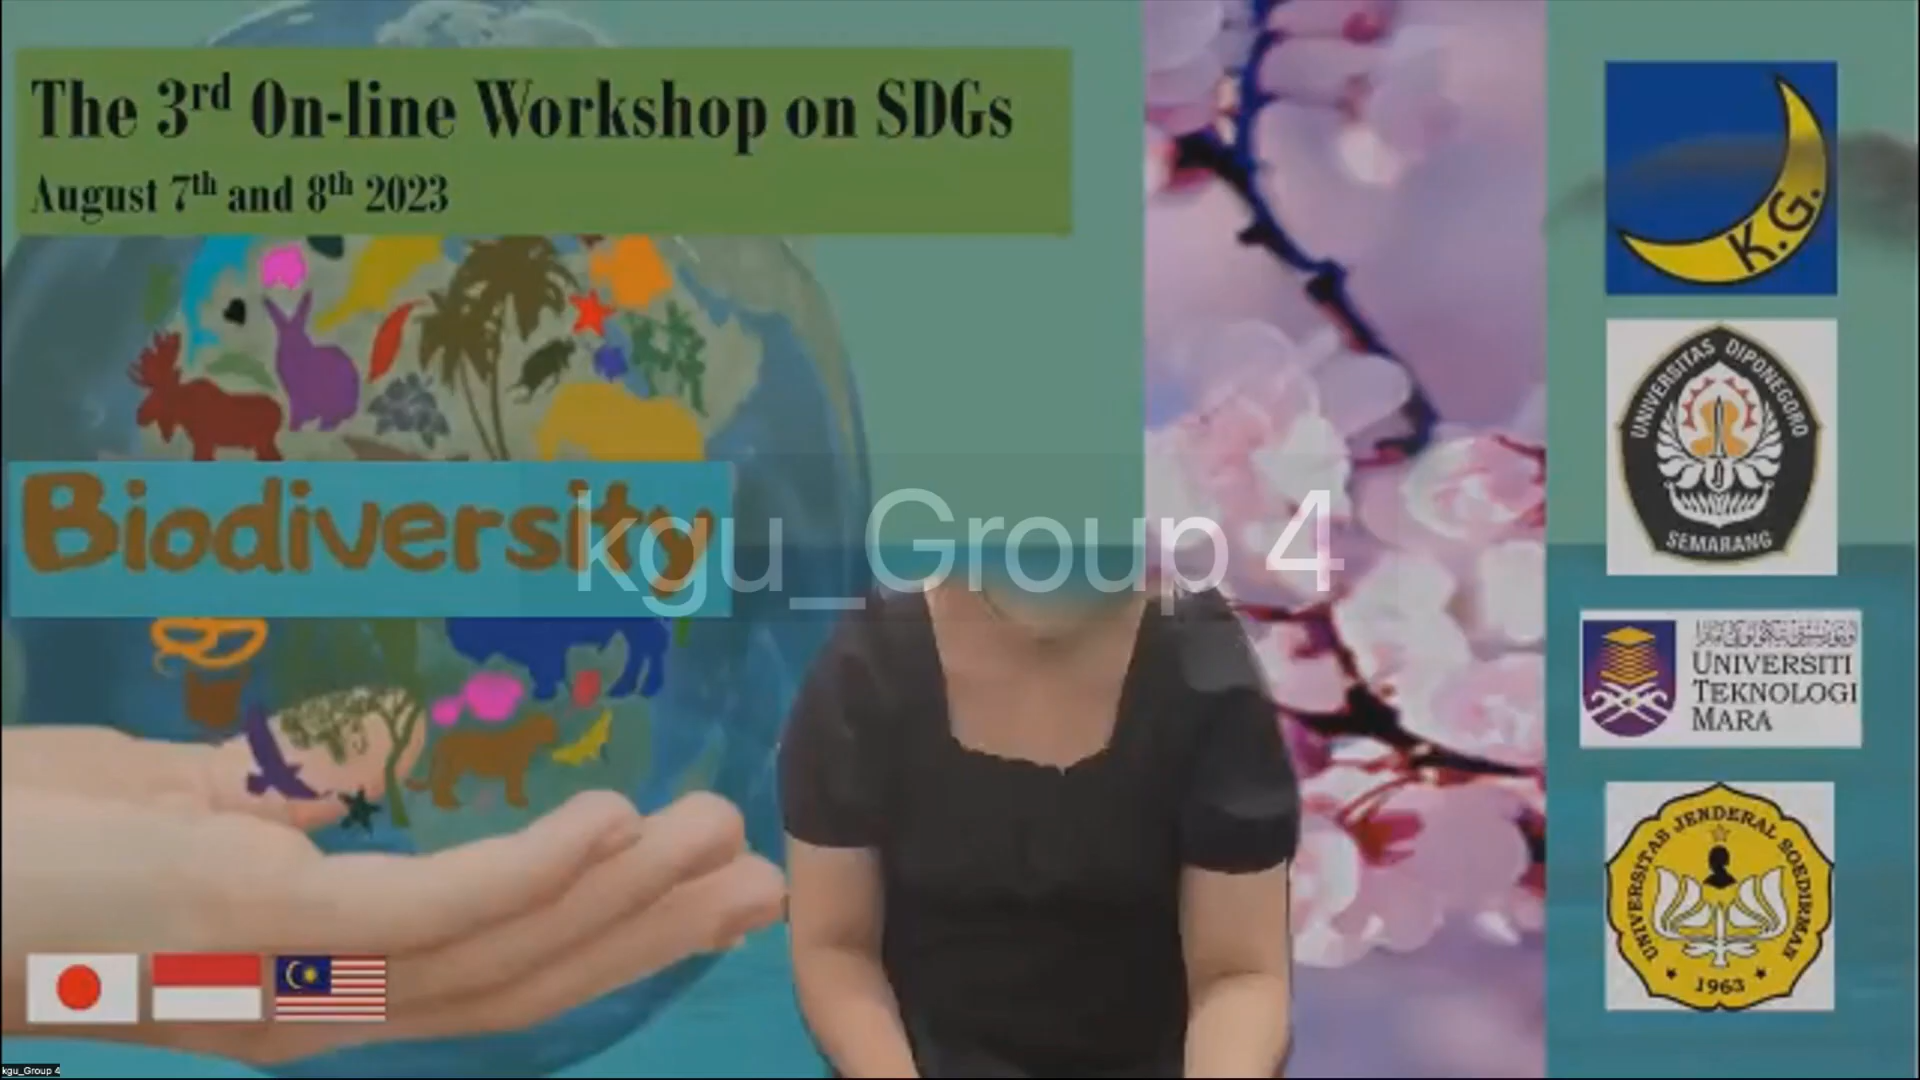 The 3rd On-line Workshop on SDGs
August 7th and 8th 2023
Biodiversity
kgu_Group 4
K.G.
UNIVERSITAS DIPONEGORO
SEMARANG
UNIVERSITI
TEKNOLOGI
MARA
UNIVERSITAS JENDERAL SOEDIRMAN
1963
kgu_Group 4